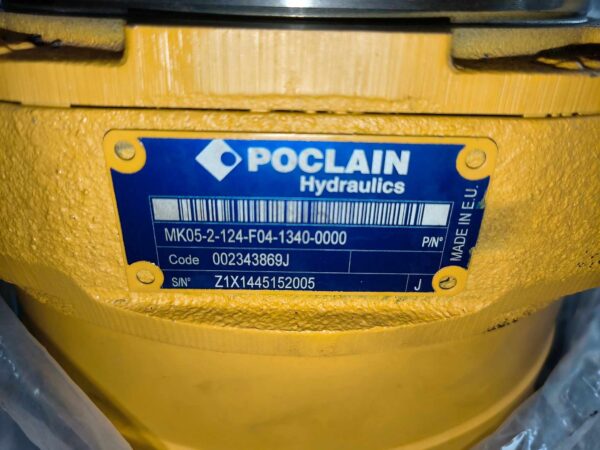 POCLAIN
Hydraulics
MK05-2-124-F04-1340-0000 P/N°
Code 002343869J
S/N° Z1X1445152005 J
MADE IN E.U.